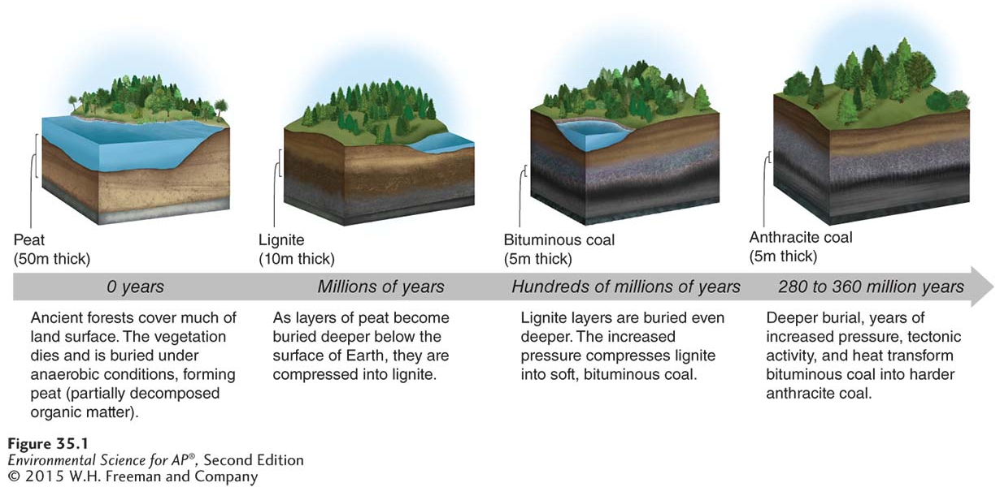 Peat
(50m thick)
Lignite
(10m thick)
Bituminous coal
(5m thick)
Anthracite coal
(5m thick)
0 years
Millions of years
Hundreds of millions of years
280 to 360 million years
Ancient forests cover much of
land surface. The vegetation
dies and is buried under
anaerobic conditions, forming
peat (partially decomposed
organic matter).
As layers of peat become
buried deeper below the
surface of Earth, they are
compressed into lignite.
Lignite layers are buried even
deeper. The increased
pressure compresses lignite
into soft, bituminous coal.
Deeper burial, years of
increased pressure, tectonic
activity, and heat transform
bituminous coal into harder
anthracite coal.
Figure 35.1
Environmental Science for AP®, Second Edition
© 2015 W.H. Freeman and Company